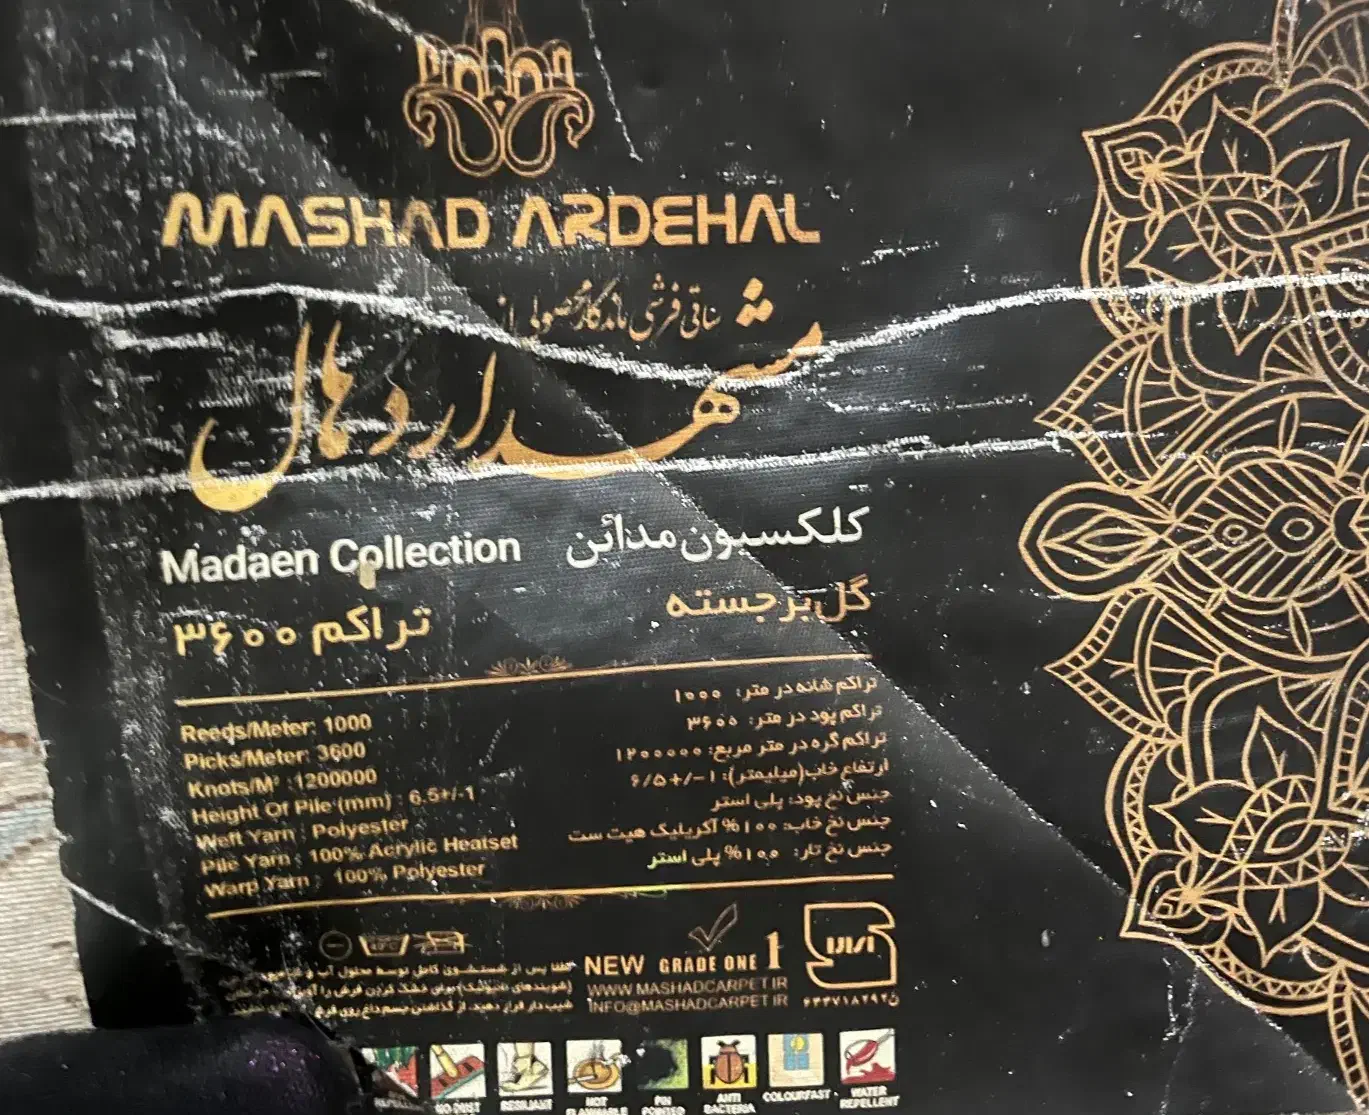 MASHAD ARDEHAL
مشهد اردهال
Madaen Collection
کلکسیون مدائن
گل برجسته
تراکم ۳۶۰۰
Reeds/Meter: 1000
Picks/Meter: 3600
Knots/M² :1200000
Height Of Pile (mm) : 6.5+/-1
Weft Yarn : Polyester
Pile Yarn : 100% Acrylic Heatset
Warp Yarn : 100% Polyester
تراکم شانه در متر: ۱۰۰۰
تراکم پود در متر: ۳۶۰۰
تراکم گره در متر مربع: ۱۲۰۰۰۰۰
ارتفاع خاب(میلیمتر): ۱-/+۶/۵
جنس نخ پود: پلی استر
جنس نخ خاب: ۱۰۰% آکریلیک هیت ست
جنس نخ تار: ۱۰۰% پلی استر
NEW GRADE ONE 1
WWW.MASHADCARPET.IR
INFO@MASHADCARPET.IR
NO DUST
RESILIANT
NOT FLAMMABLE
ANTI BACTERIA
COLOURFAST
WATER REPELLENT